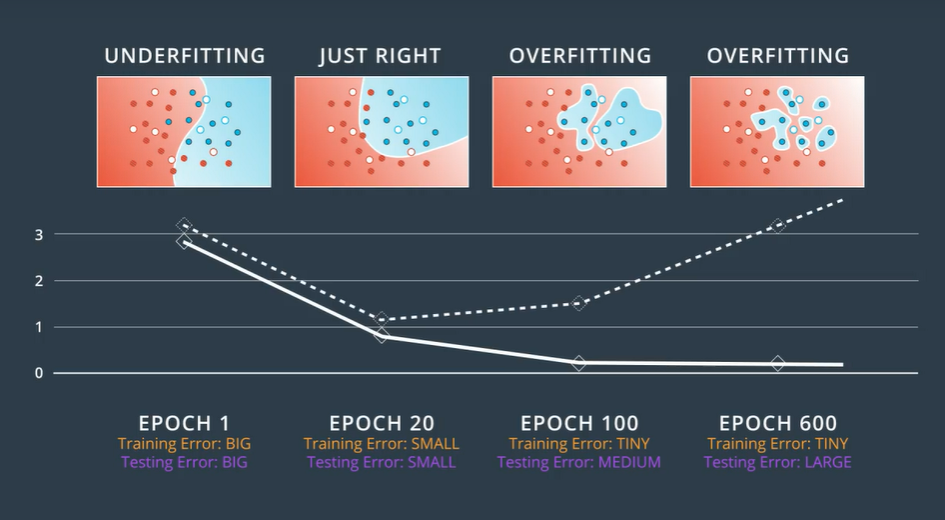 UNDERFITTING
JUST RIGHT
OVERFITTING
OVERFITTING
3
2
1
0
EPOCH 1
Training Error: BIG
Testing Error: BIG
EPOCH 20
Training Error: SMALL
Testing Error: SMALL
EPOCH 100
Training Error: TINY
Testing Error: MEDIUM
EPOCH 600
Training Error: TINY
Testing Error: LARGE